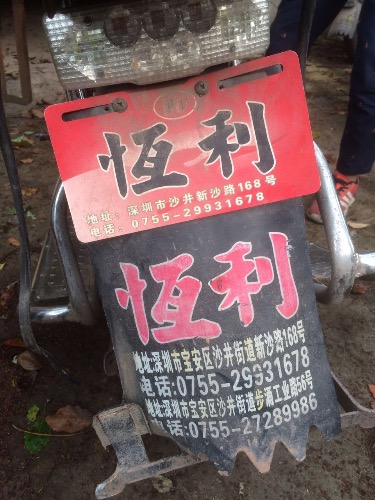 恆利
地址：深圳市沙井新沙路168号
电话：0755-29931678
恆利
地址:深圳市宝安区沙井街道新沙路168号
电话:0755-29931678
地址:深圳市宝安区沙井街道步涌工业路56号
电话:0755-27289986